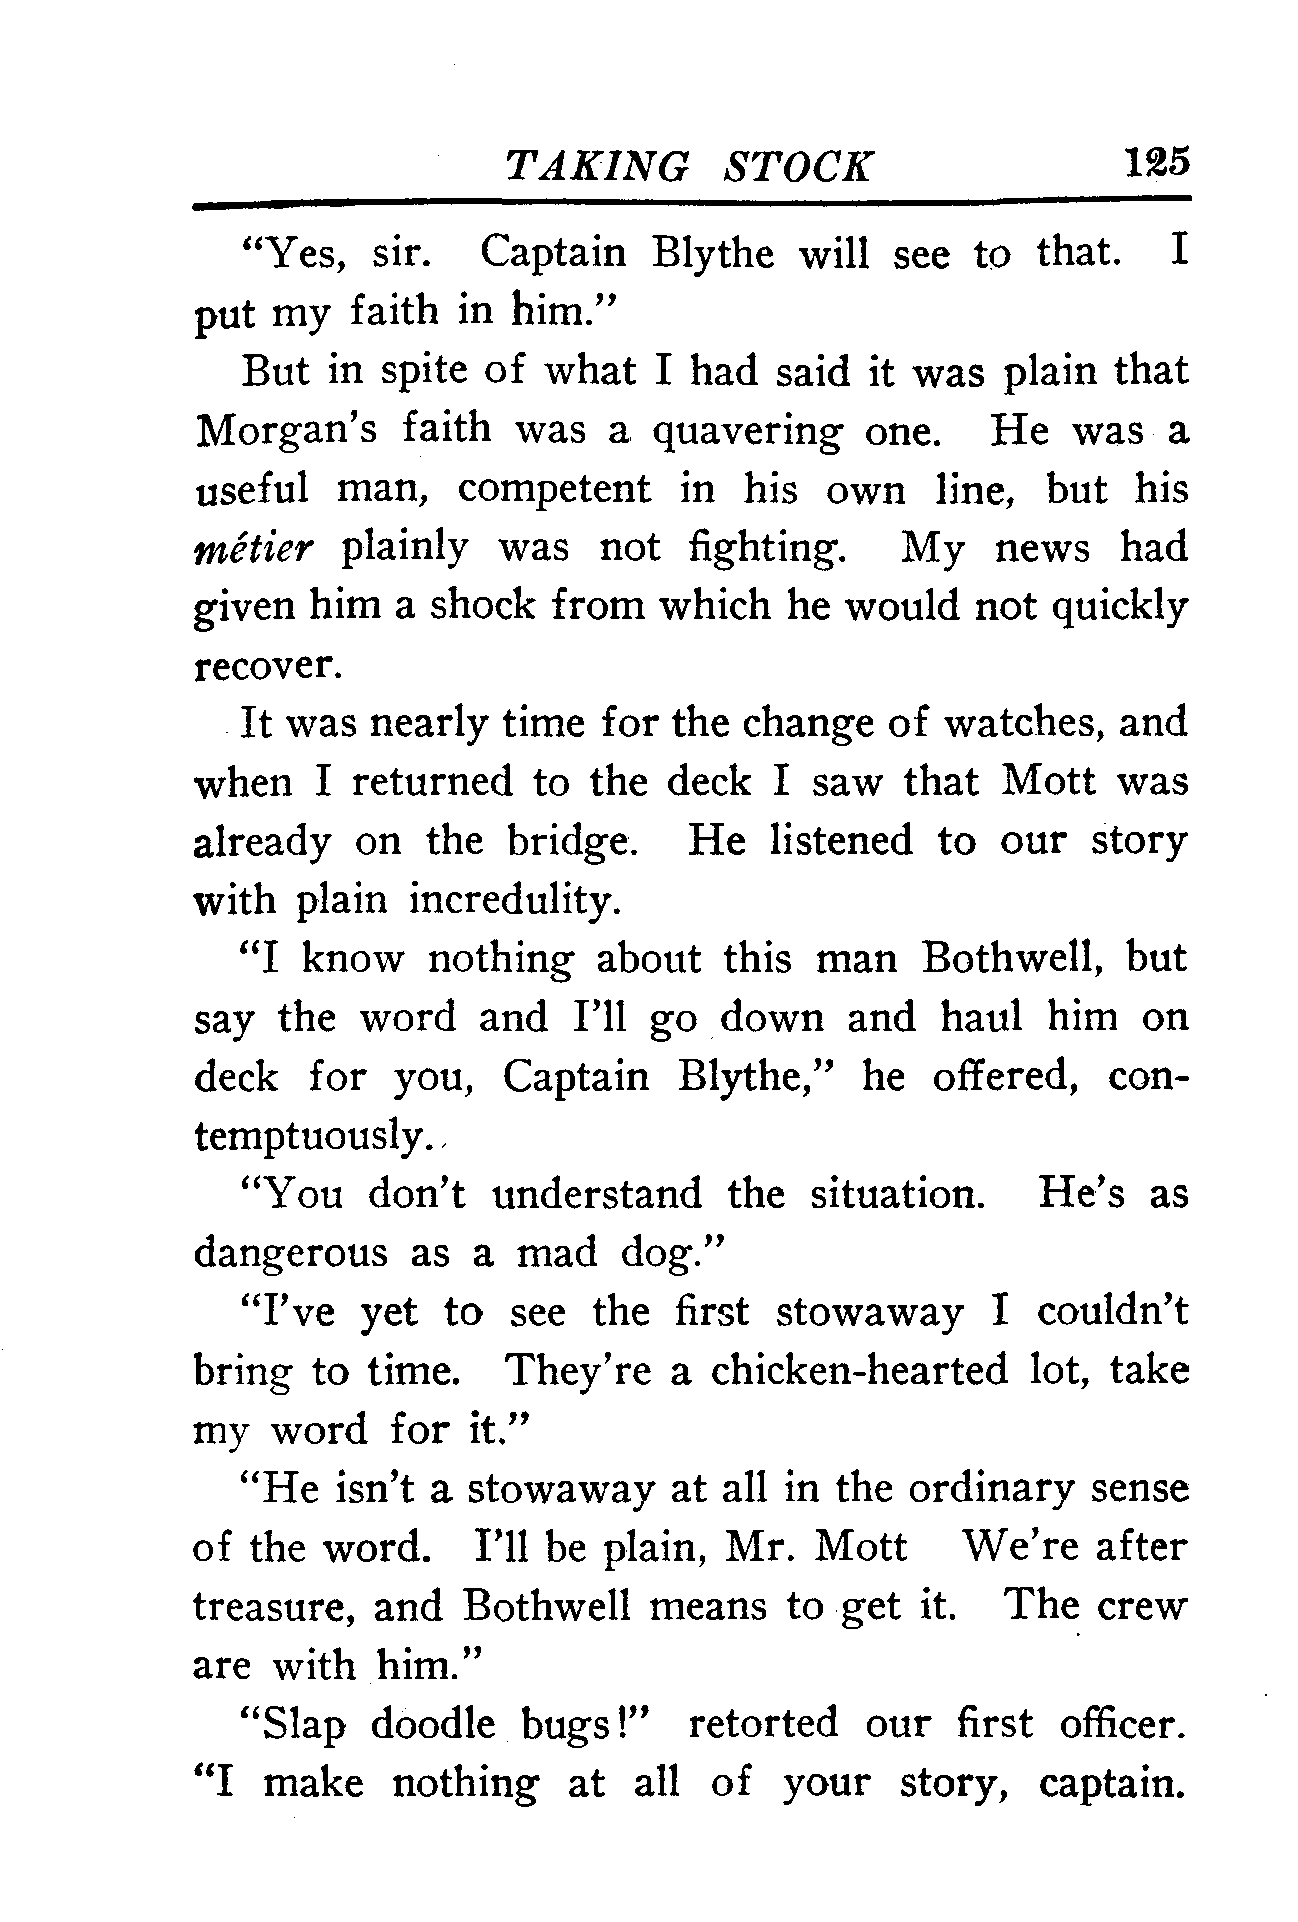 TAKING STOCK 125
“Yes, sir. Captain Blythe will see to that. I
put my faith in him.”
But in spite of what I had said it was plain that
Morgan’s faith was a quavering one. He was a
useful man, competent in his own line, but his
métier plainly was not fighting. My news had
given him a shock from which he would not quickly
recover.
It was nearly time for the change of watches, and
when I returned to the deck I saw that Mott was
already on the bridge. He listened to our story
with plain incredulity.
“I know nothing about this man Bothwell, but
say the word and I’ll go down and haul him on
deck for you, Captain Blythe,” he offered, con-
temptuously.
“You don’t understand the situation. He’s as
dangerous as a mad dog.”
“I’ve yet to see the first stowaway I couldn’t
bring to time. They’re a chicken-hearted lot, take
my word for it.”
“He isn’t a stowaway at all in the ordinary sense
of the word. I’ll be plain, Mr. Mott We’re after
treasure, and Bothwell means to get it. The crew
are with him.”
“Slap doodle bugs!” retorted our first officer.
“I make nothing at all of your story, captain.